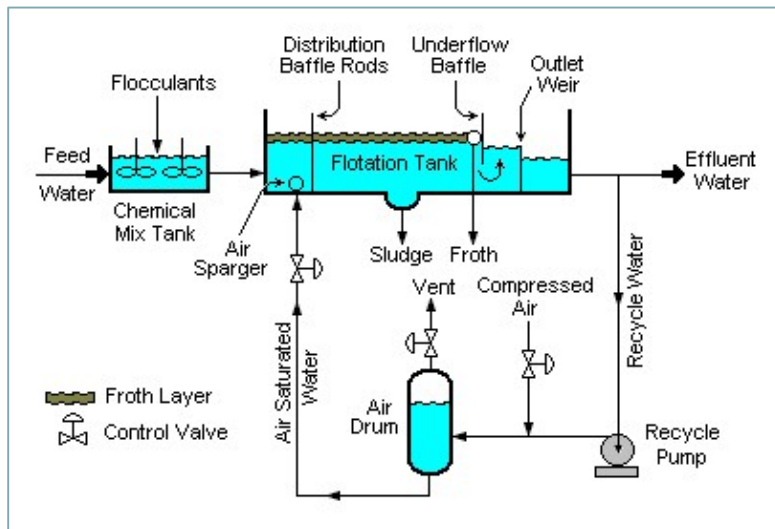 Distribution
Baffle Rods
Underflow
Baffle
Outlet
Weir
Flocculants
Feed
Water
Chemical
Mix Tank
Flotation Tank
Effluent
Water
Air
Sparger
Sludge
Froth
Vent
Compressed
Air
Recycle Water
Air Saturated
Water
Froth Layer
Control Valve
Air
Drum
Recycle
Pump